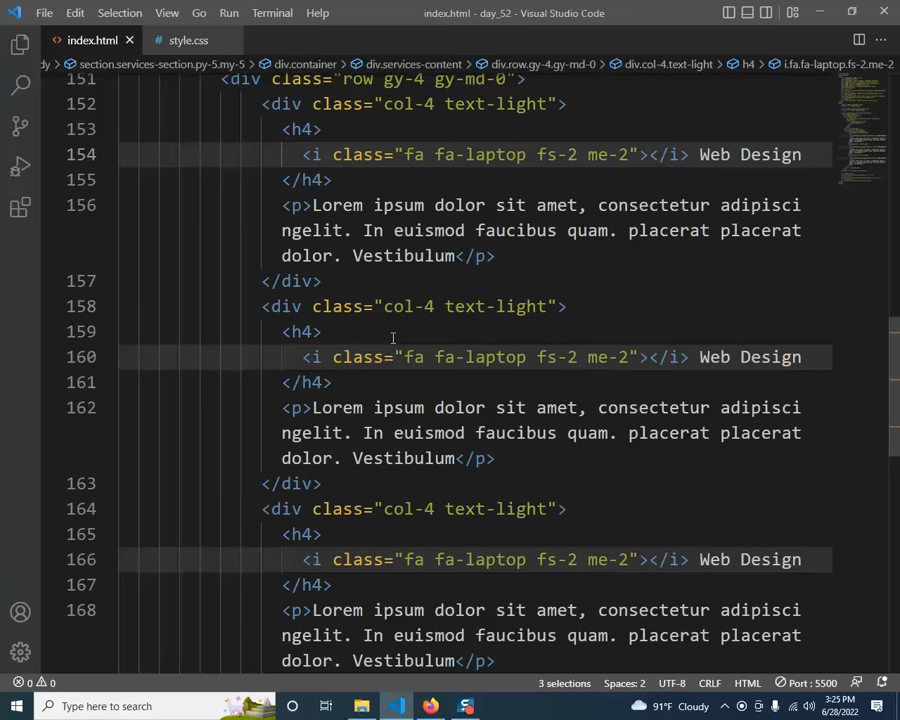 File Edit Selection View Go Run Terminal Help index.html - day_52 - Visual Studio Code
index.html style.css
dy > section.services-section.py-5.my-5 > div.container > div.services-content > div.row.gy-4.gy-md-0 > div.col-4.text-light > h4 > i.fa.fa-laptop.fs-2.me-2
151 <div class="row gy-4 gy-md-0">
152 <div class="col-4 text-light">
153 <h4>
154 <i class="fa fa-laptop fs-2 me-2"></i> Web Design
155 </h4>
156 <p>Lorem ipsum dolor sit amet, consectetur adipisci
ngelit. In euismod faucibus quam. placerat placerat
dolor. Vestibulum</p>
157 </div>
158 <div class="col-4 text-light">
159 <h4>
160 <i class="fa fa-laptop fs-2 me-2"></i> Web Design
161 </h4>
162 <p>Lorem ipsum dolor sit amet, consectetur adipisci
ngelit. In euismod faucibus quam. placerat placerat
dolor. Vestibulum</p>
163 </div>
164 <div class="col-4 text-light">
165 <h4>
166 <i class="fa fa-laptop fs-2 me-2"></i> Web Design
167 </h4>
168 <p>Lorem ipsum dolor sit amet, consectetur adipisci
ngelit. In euismod faucibus quam. placerat placerat
dolor. Vestibulum</p>
0 0 3 selections Spaces: 2 UTF-8 CRLF HTML Port : 5500
Type here to search 91°F Cloudy 3:25 PM
6/28/2022